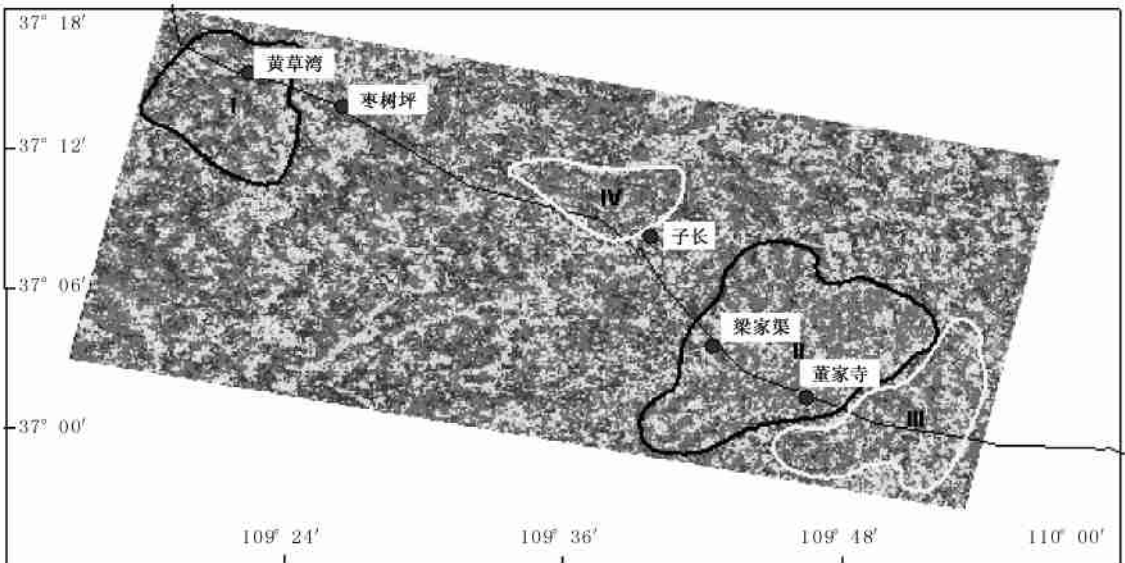 37° 18′
黄草湾
枣树坪
I
37° 12′
IV
子长
37° 06′
梁家渠
II
董家寺
III
37° 00′
109° 24′
109° 36′
109° 48′
110° 00′